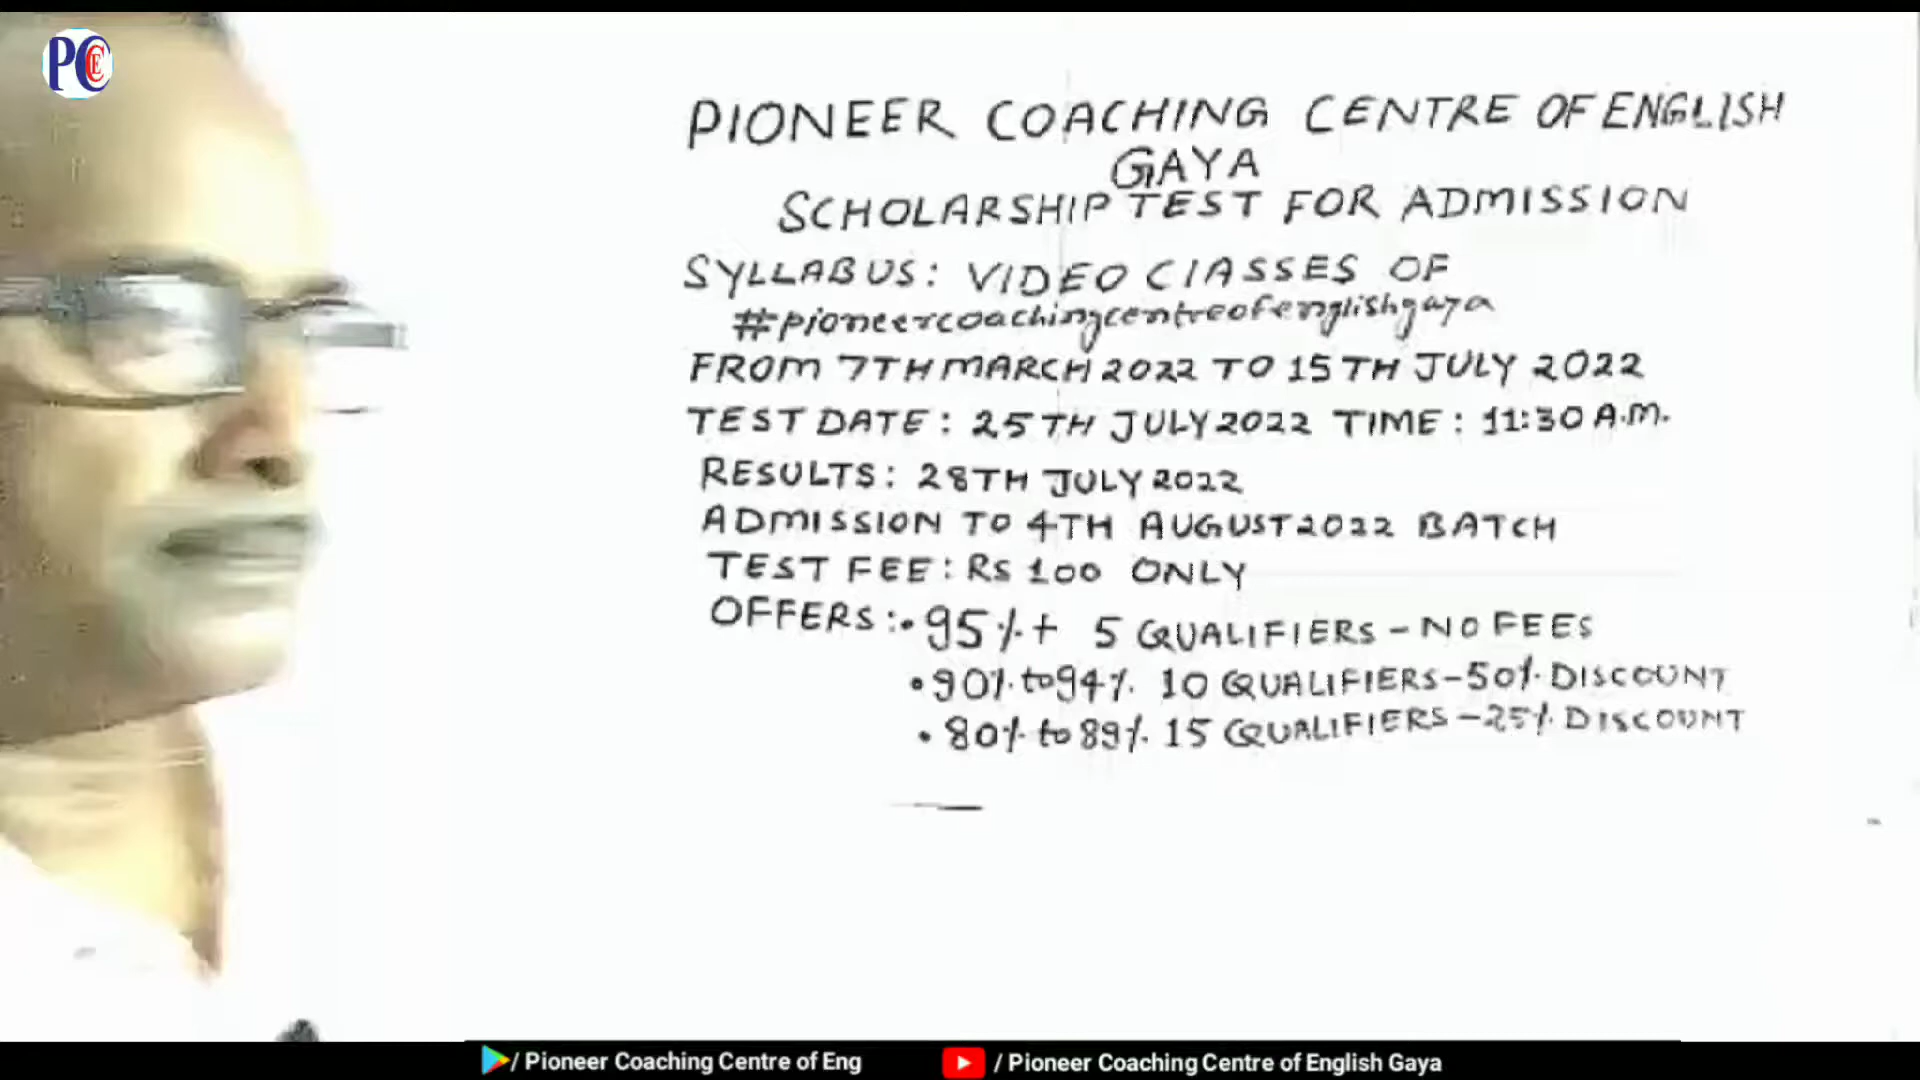 PCEC
PIONEER COACHING CENTRE OF ENGLISH
GAYA
SCHOLARSHIP TEST FOR ADMISSION
SYLLABUS: VIDEO CLASSES OF
#pioneercoachingcentreofenglishgaya
FROM 7TH MARCH 2022 TO 15TH JULY 2022
TEST DATE: 25TH JULY 2022 TIME: 11:30 A.M.
RESULTS: 28TH JULY 2022
ADMISSION TO 4TH AUGUST 2022 BATCH
TEST FEE: Rs 100 ONLY
OFFERS:• 95%+ 5 QUALIFIERS - NO FEES
• 90% to 94% 10 QUALIFIERS - 50% DISCOUNT
• 80% to 89% 15 QUALIFIERS - 25% DISCOUNT
/ Pioneer Coaching Centre of Eng / Pioneer Coaching Centre of English Gaya